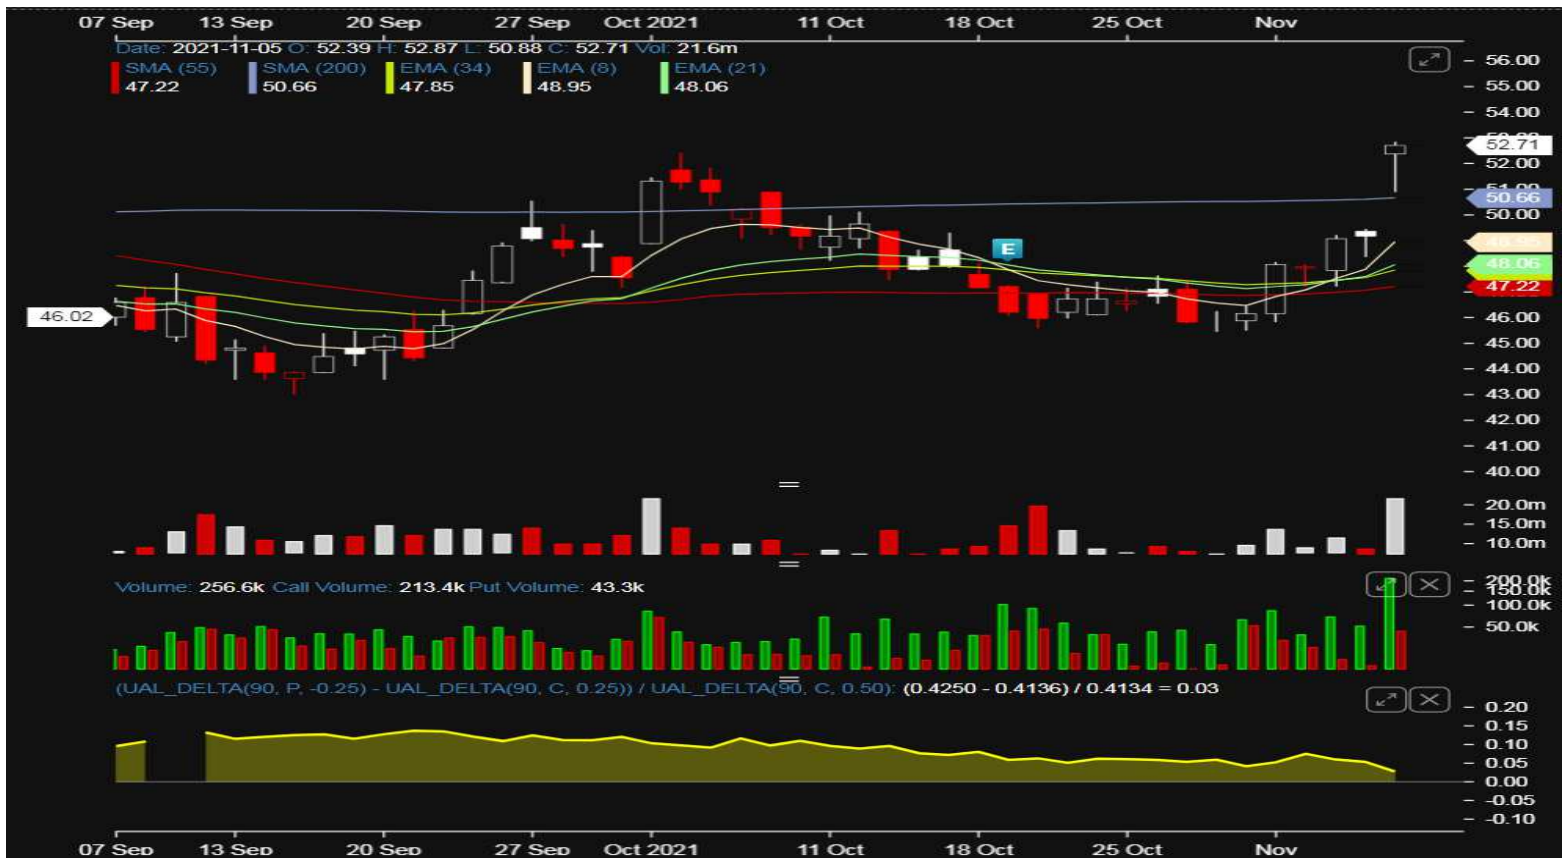 07 Sep 13 Sep 20 Sep 27 Sep Oct 2021 11 Oct 18 Oct 25 Oct Nov
Date: 2021-11-05 O: 52.39 H: 52.87 L: 50.88 C: 52.71 Vol: 21.6m
SMA (55) SMA (200) EMA (34) EMA (8) EMA (21)
47.22 50.66 47.85 48.95 48.06
56.00
55.00
54.00
52.71
52.00
50.66
50.00
48.95
48.06
47.22
46.00
45.00
44.00
43.00
42.00
41.00
40.00
46.02
E
20.0m
15.0m
10.0m
Volume: 256.6k Call Volume: 213.4k Put Volume: 43.3k
200.0k
150.0k
100.0k
50.0k
(UAL_DELTA(90, P, -0.25) - UAL_DELTA(90, C, 0.25)) / UAL_DELTA(90, C, 0.50): (0.4250 - 0.4136) / 0.4134 = 0.03
0.20
0.15
0.10
0.05
0.00
-0.05
-0.10
07 Sep 13 Sep 20 Sep 27 Sep Oct 2021 11 Oct 18 Oct 25 Oct Nov